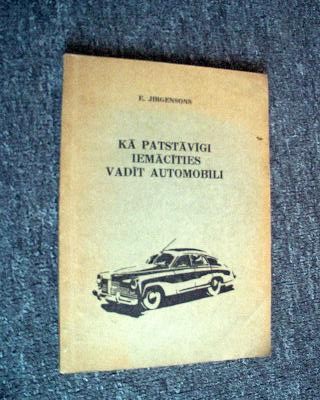 E. JIRGENSONS
KĀ PATSTĀVĪGI
IEMĀCĪTIES
VADĪT AUTOMOBILI